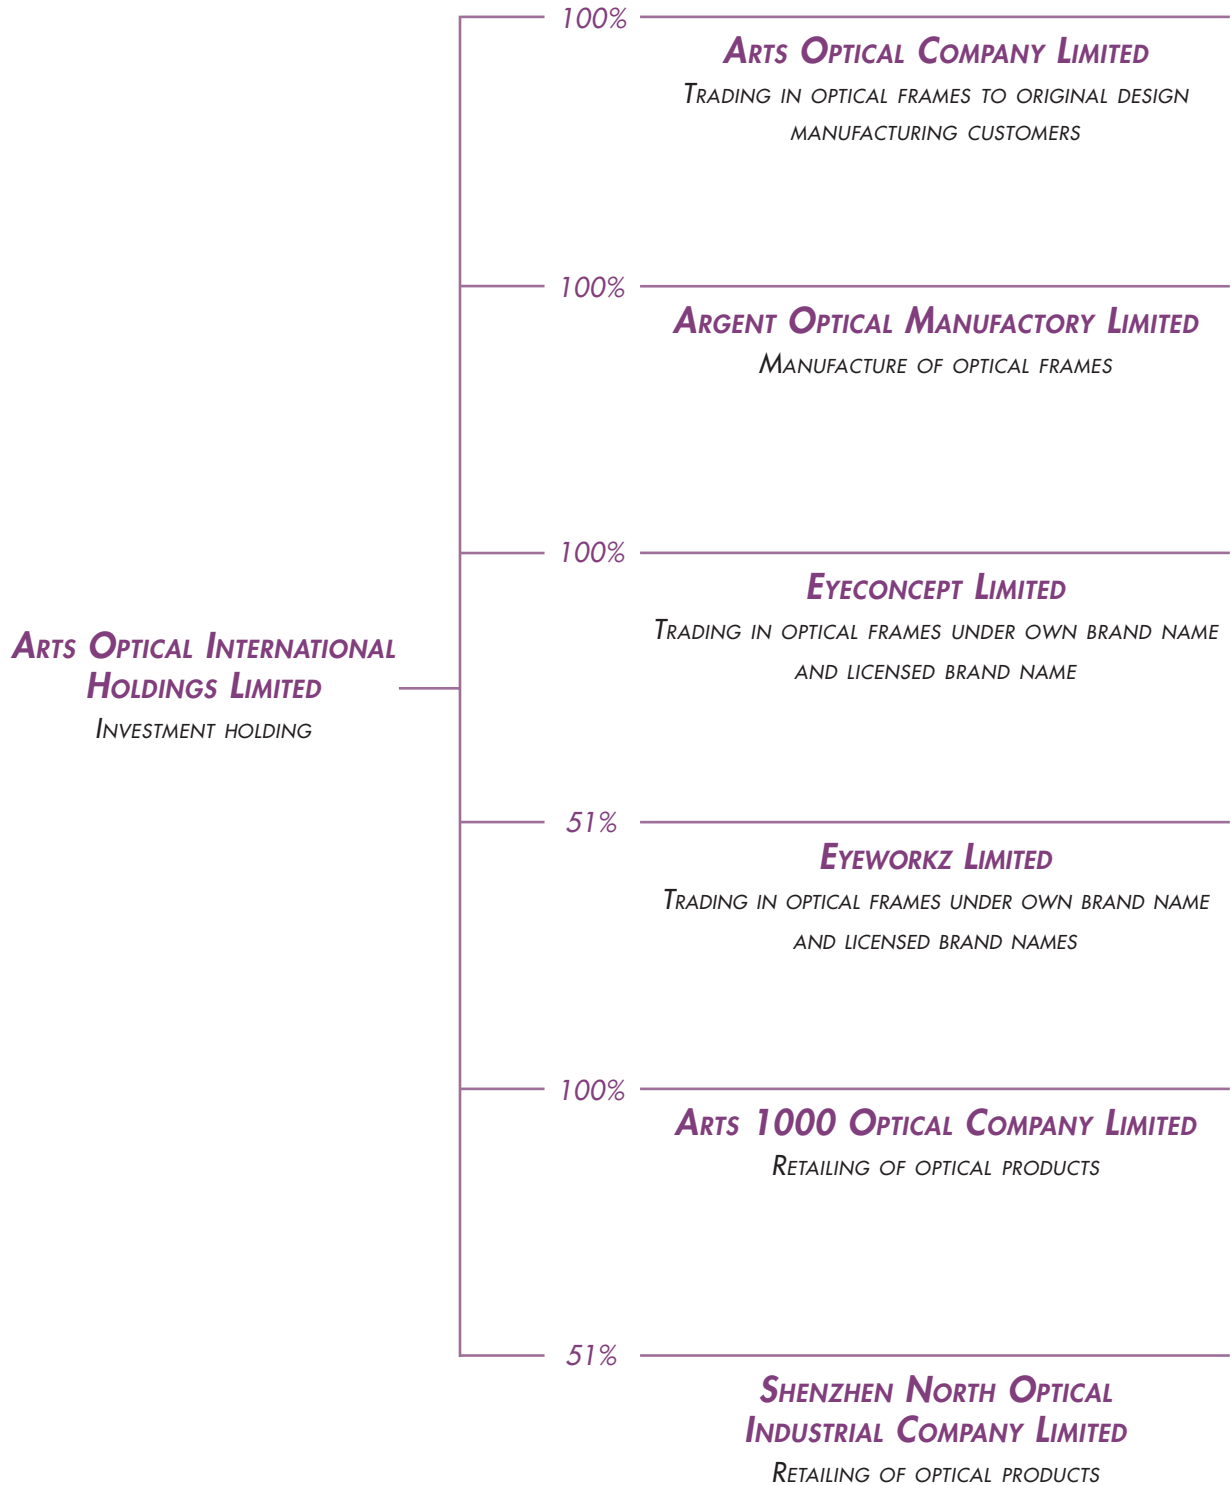 100%
Arts Optical Company Limited
Trading in optical frames to original design
manufacturing customers
100%
Argent Optical Manufactory Limited
Manufacture of optical frames
100%
Eyeconcept Limited
Trading in optical frames under own brand name
and licensed brand name
Arts Optical International
Holdings Limited
Investment holding
51%
Eyeworkz Limited
Trading in optical frames under own brand name
and licensed brand names
100%
Arts 1000 Optical Company Limited
Retailing of optical products
51%
Shenzhen North Optical
Industrial Company Limited
Retailing of optical products